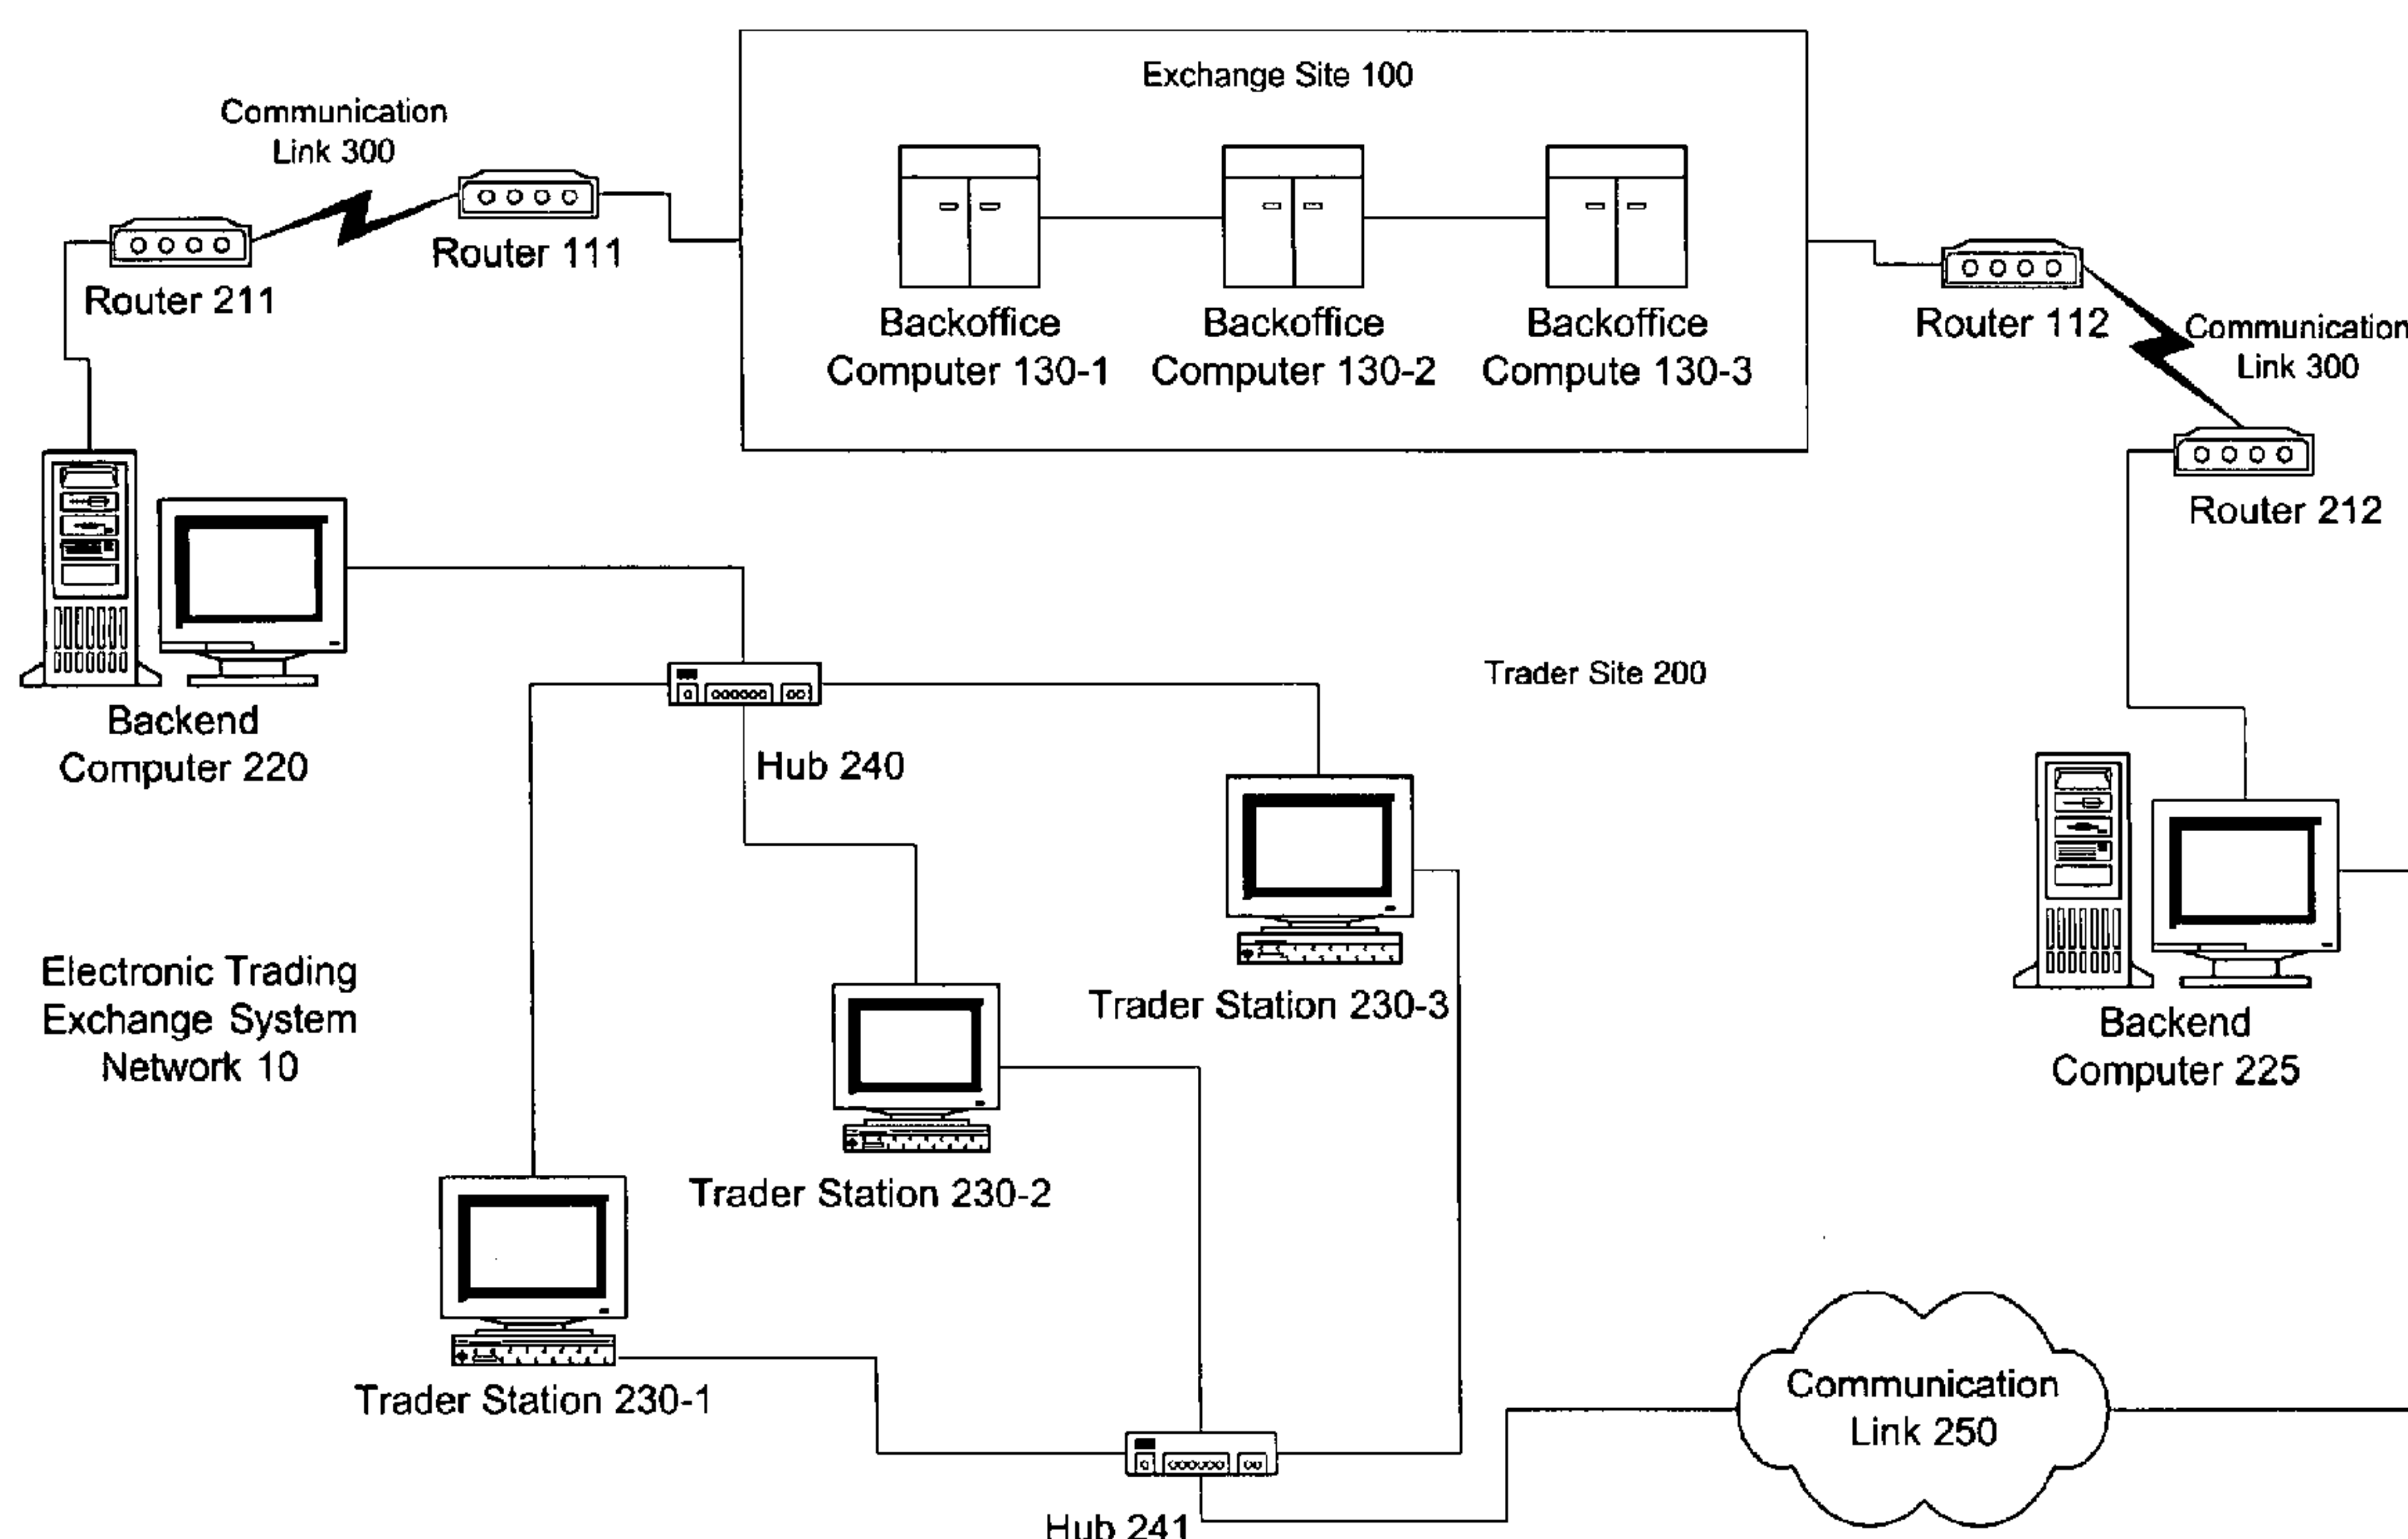 Exchange Site 100
Communication
Link 300
Router 111
Router 211
Backoffice
Computer 130-1
Backoffice
Computer 130-2
Backoffice
Compute 130-3
Router 112
Communication
Link 300
Router 212
Backend
Computer 220
Hub 240
Trader Site 200
Trader Station 230-3
Electronic Trading
Exchange System
Network 10
Backend
Computer 225
Trader Station 230-2
Trader Station 230-1
Communication
Link 250
Hub 241